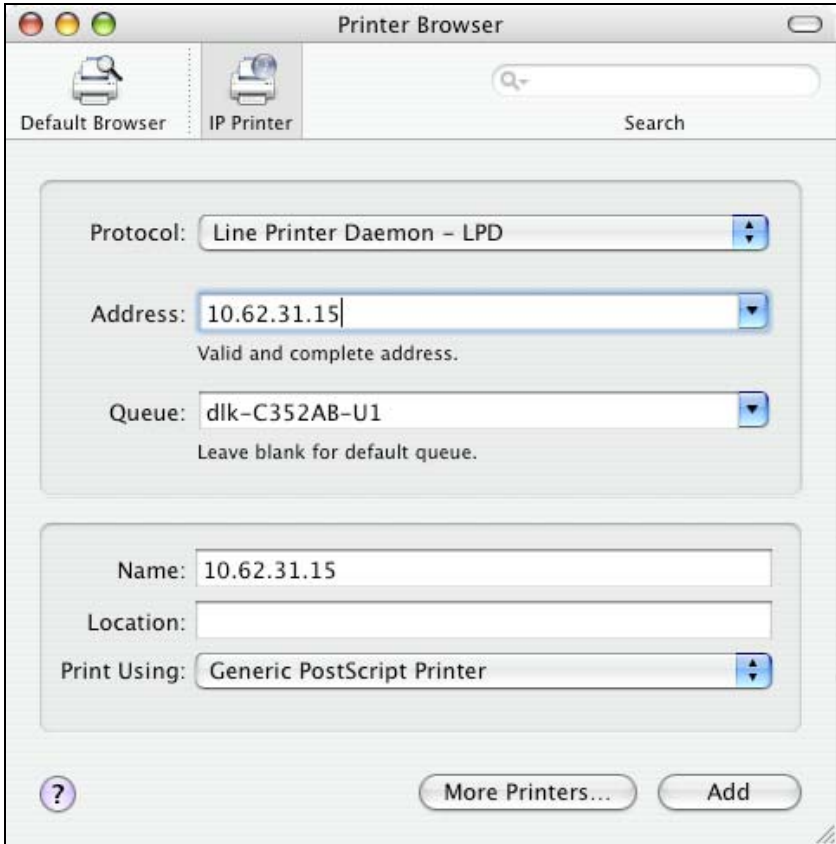 Printer Browser
Default Browser
IP Printer
Search
Protocol: Line Printer Daemon – LPD
Address: 10.62.31.15
Valid and complete address.
Queue: dlk-C352AB-U1
Leave blank for default queue.
Name: 10.62.31.15
Location:
Print Using: Generic PostScript Printer
? More Printers... Add